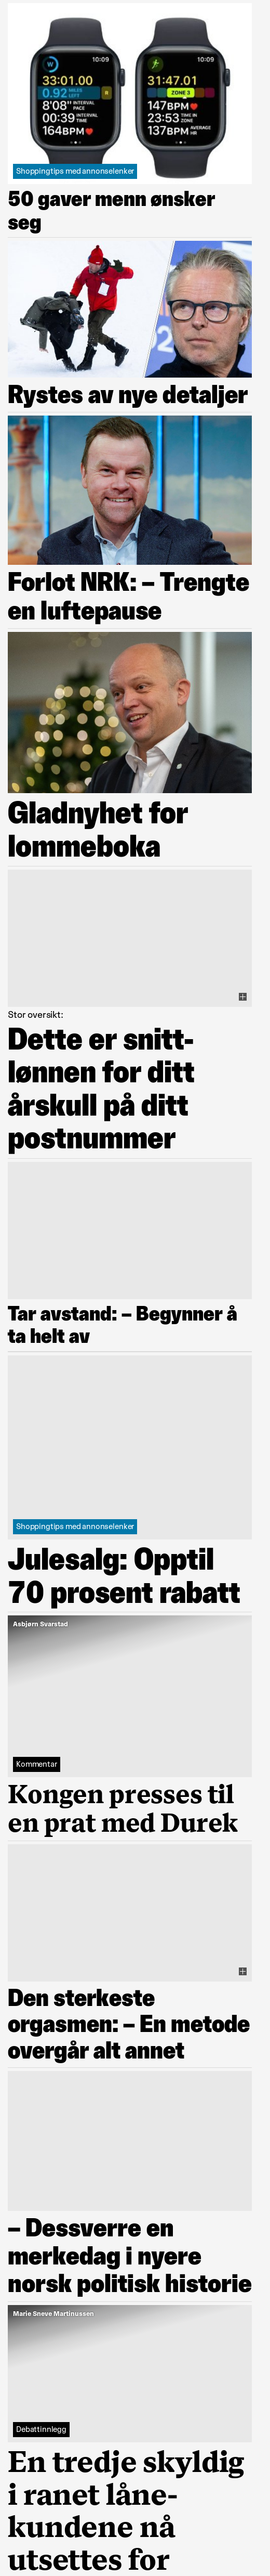 10:09
33:01.00
0.92 MILES INTERVAL
8'08" INTERVAL PACE
00:39 INTERVAL TIME
164BPM
10:09
31:47.01
ZONE 3
147BPM
23:53 TIME IN ZONE
137BPM AVERAGE HR
Shoppingtips med annonselenker
50 gaver menn ønsker
seg
Rystes av nye detaljer
Forlot NRK: – Trengte
en luftepause
Gladnyhet for
lommeboka
Stor oversikt:
Dette er snitt-
lønnen for ditt
årskull på ditt
postnummer
Tar avstand: – Begynner å
ta helt av
Shoppingtips med annonselenker
Julesalg: Opptil
70 prosent rabatt
Asbjørn Svarstad
Kommentar
Kongen presses til
en prat med Durek
Den sterkeste
orgasmen: – En metode
overgår alt annet
– Dessverre en
merkedag i nyere
norsk politisk historie
Marie Sneve Martinussen
Debattinnlegg
En tredje skyldig
i ranet låne-
kundene nå
utsettes for